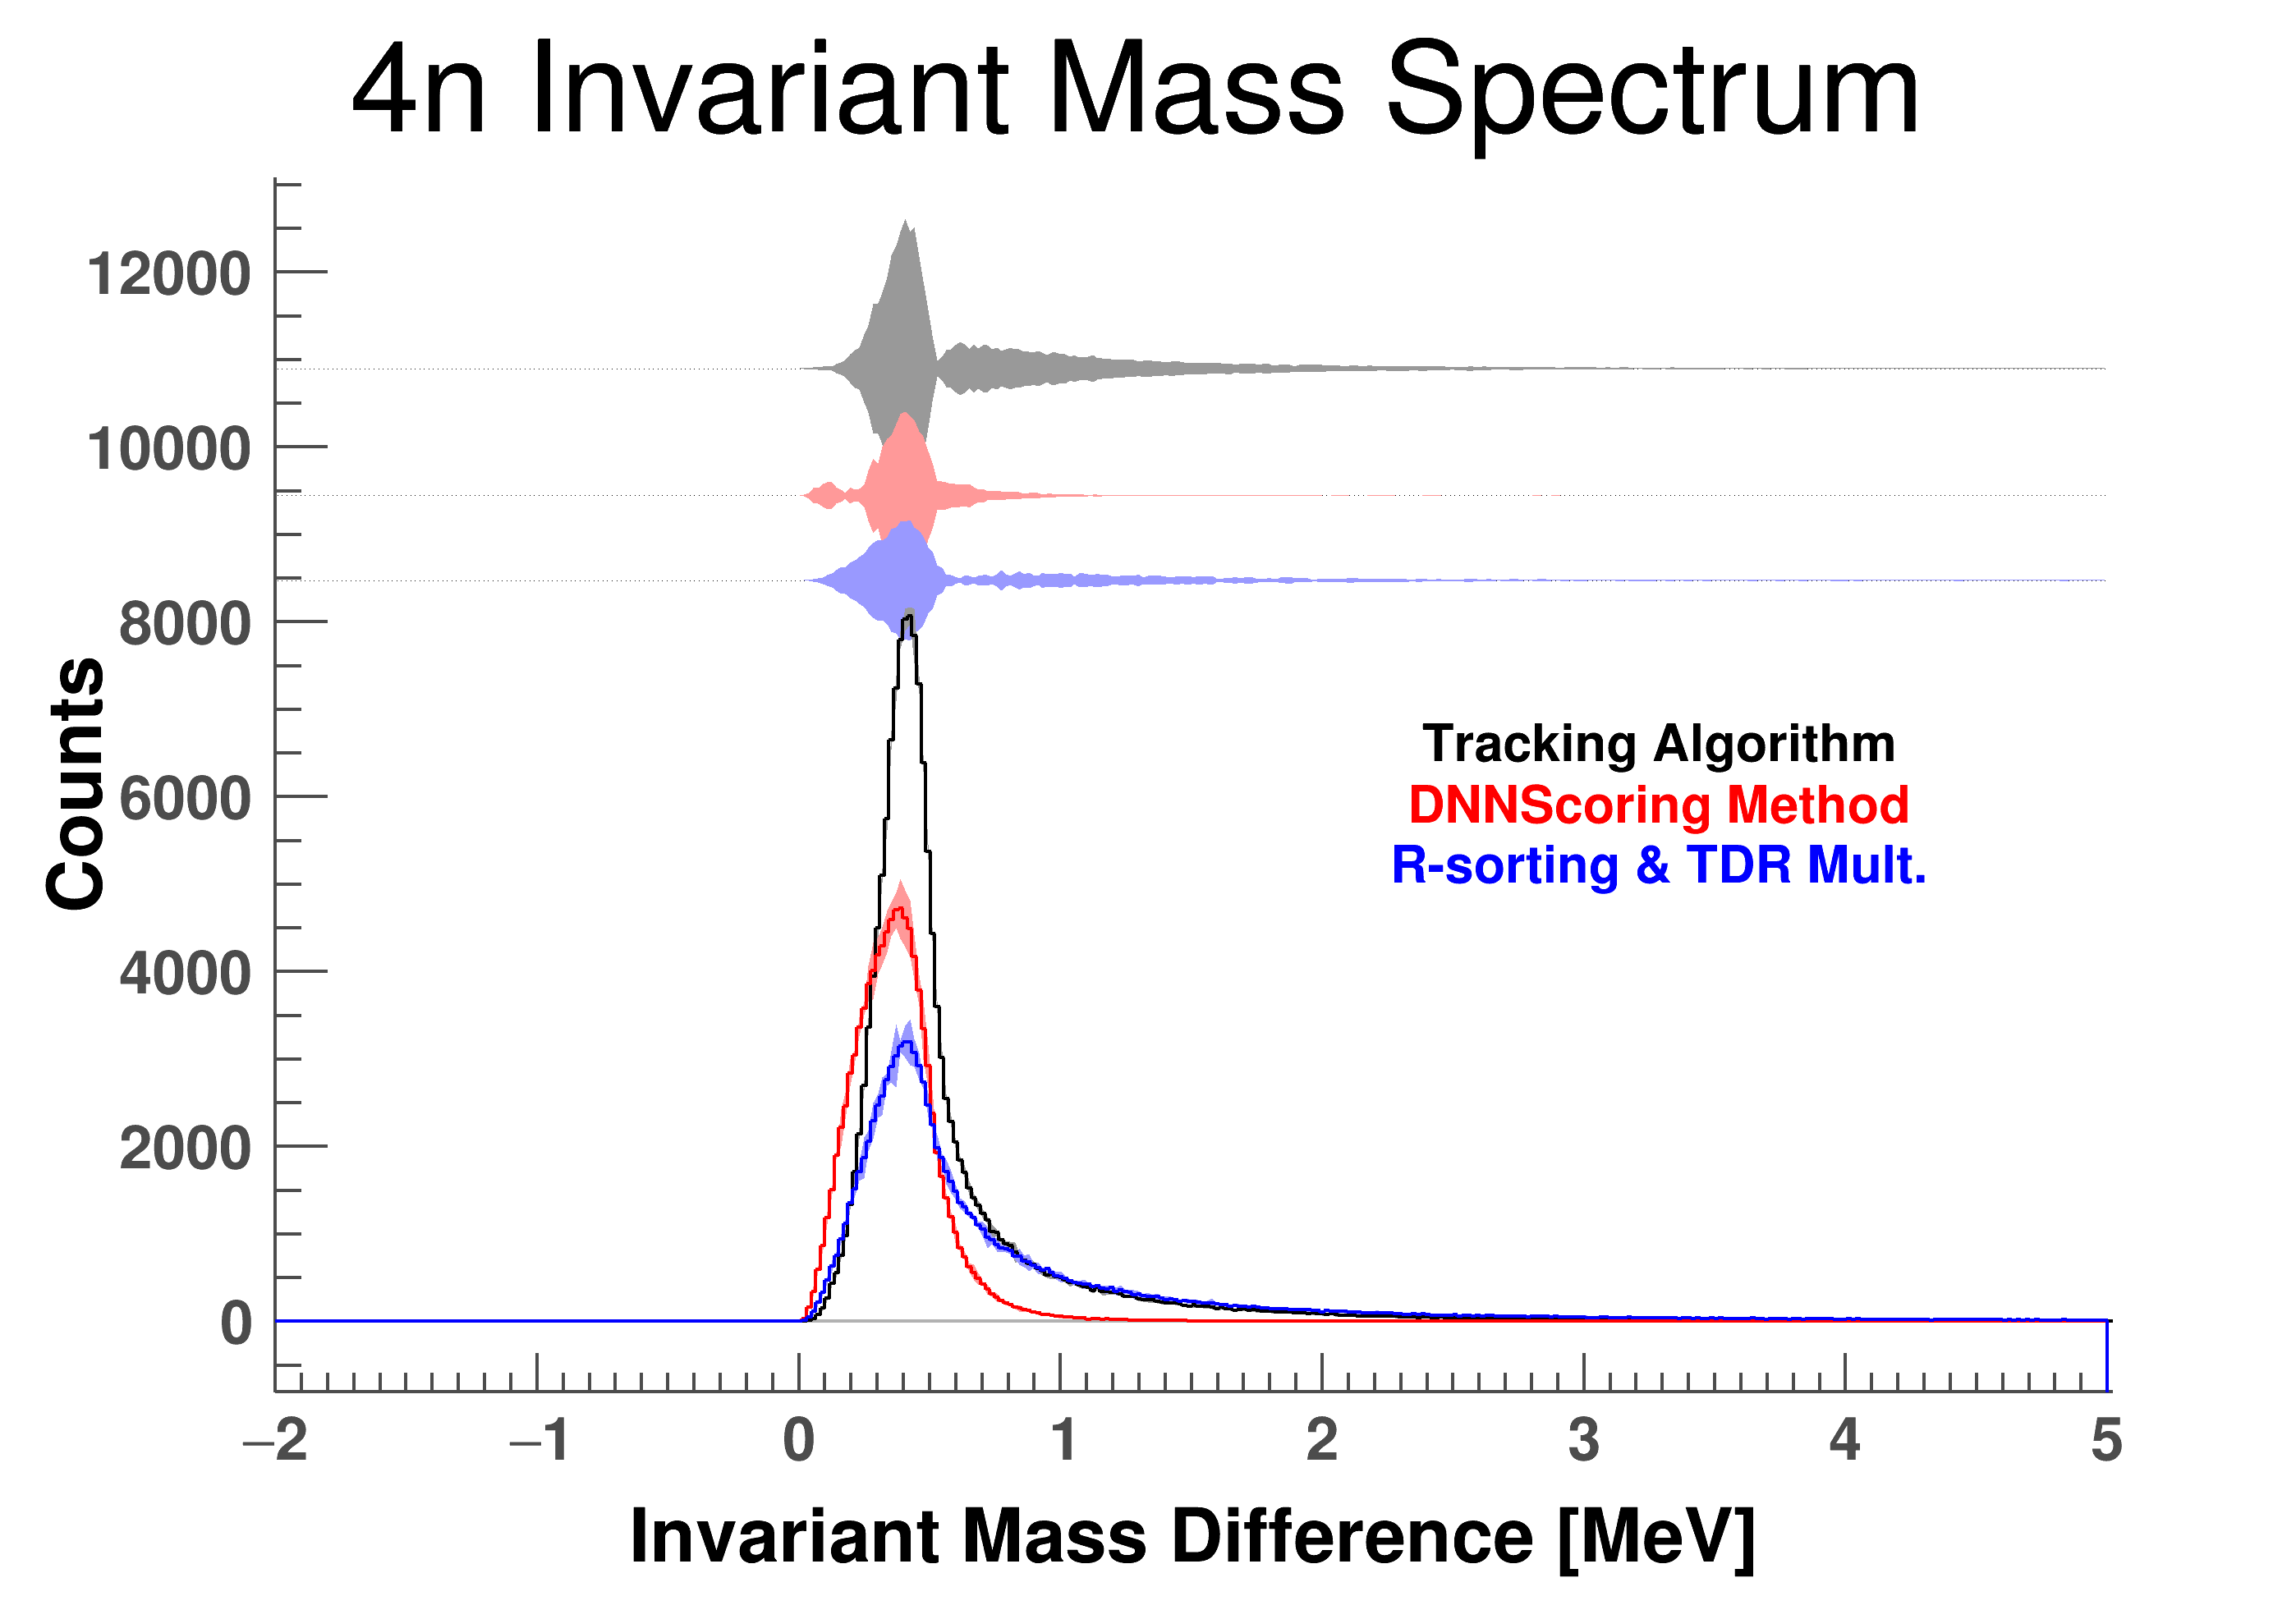 4n Invariant Mass Spectrum
12000
10000
8000
6000
4000
2000
0
Counts
Tracking Algorithm
DNNScoring Method
R-sorting & TDR Mult.
−2 −1 0 1 2 3 4 5
Invariant Mass Difference [MeV]